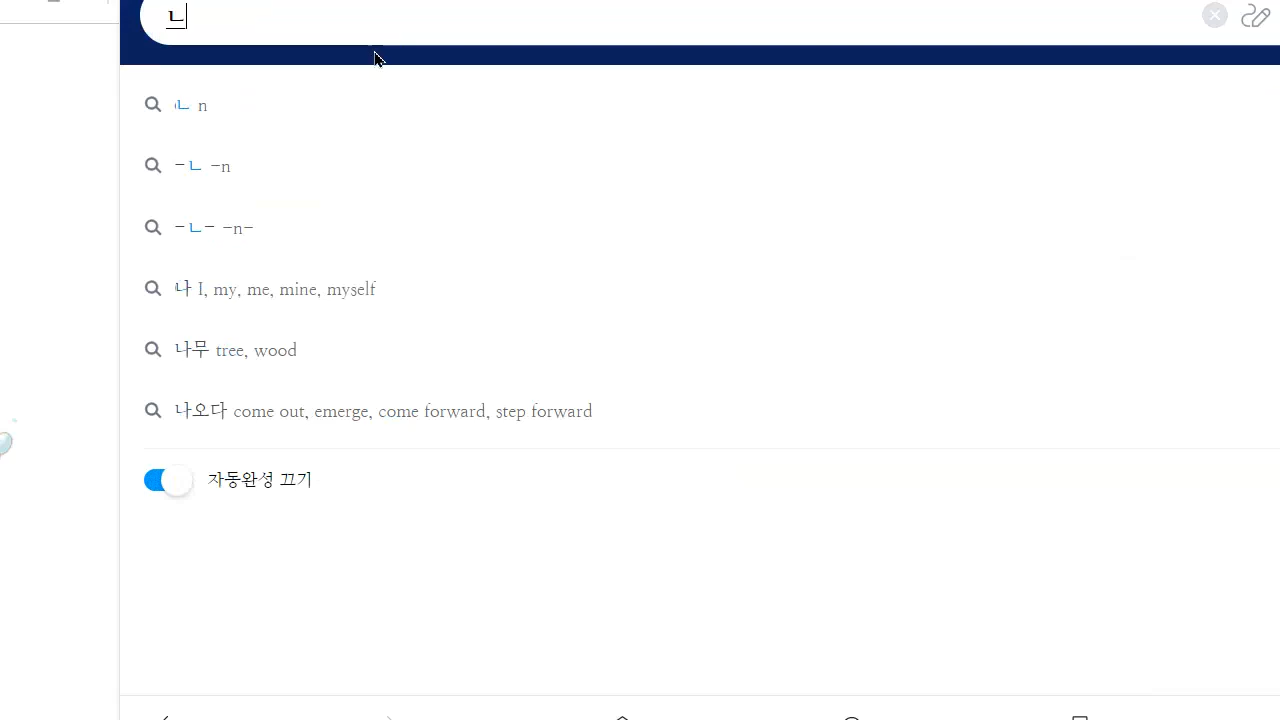 ㄴ
ㄴ n
-ㄴ -n
-ㄴ- -n-
나 I, my, me, mine, myself
나무 tree, wood
나오다 come out, emerge, come forward, step forward
자동완성 끄기